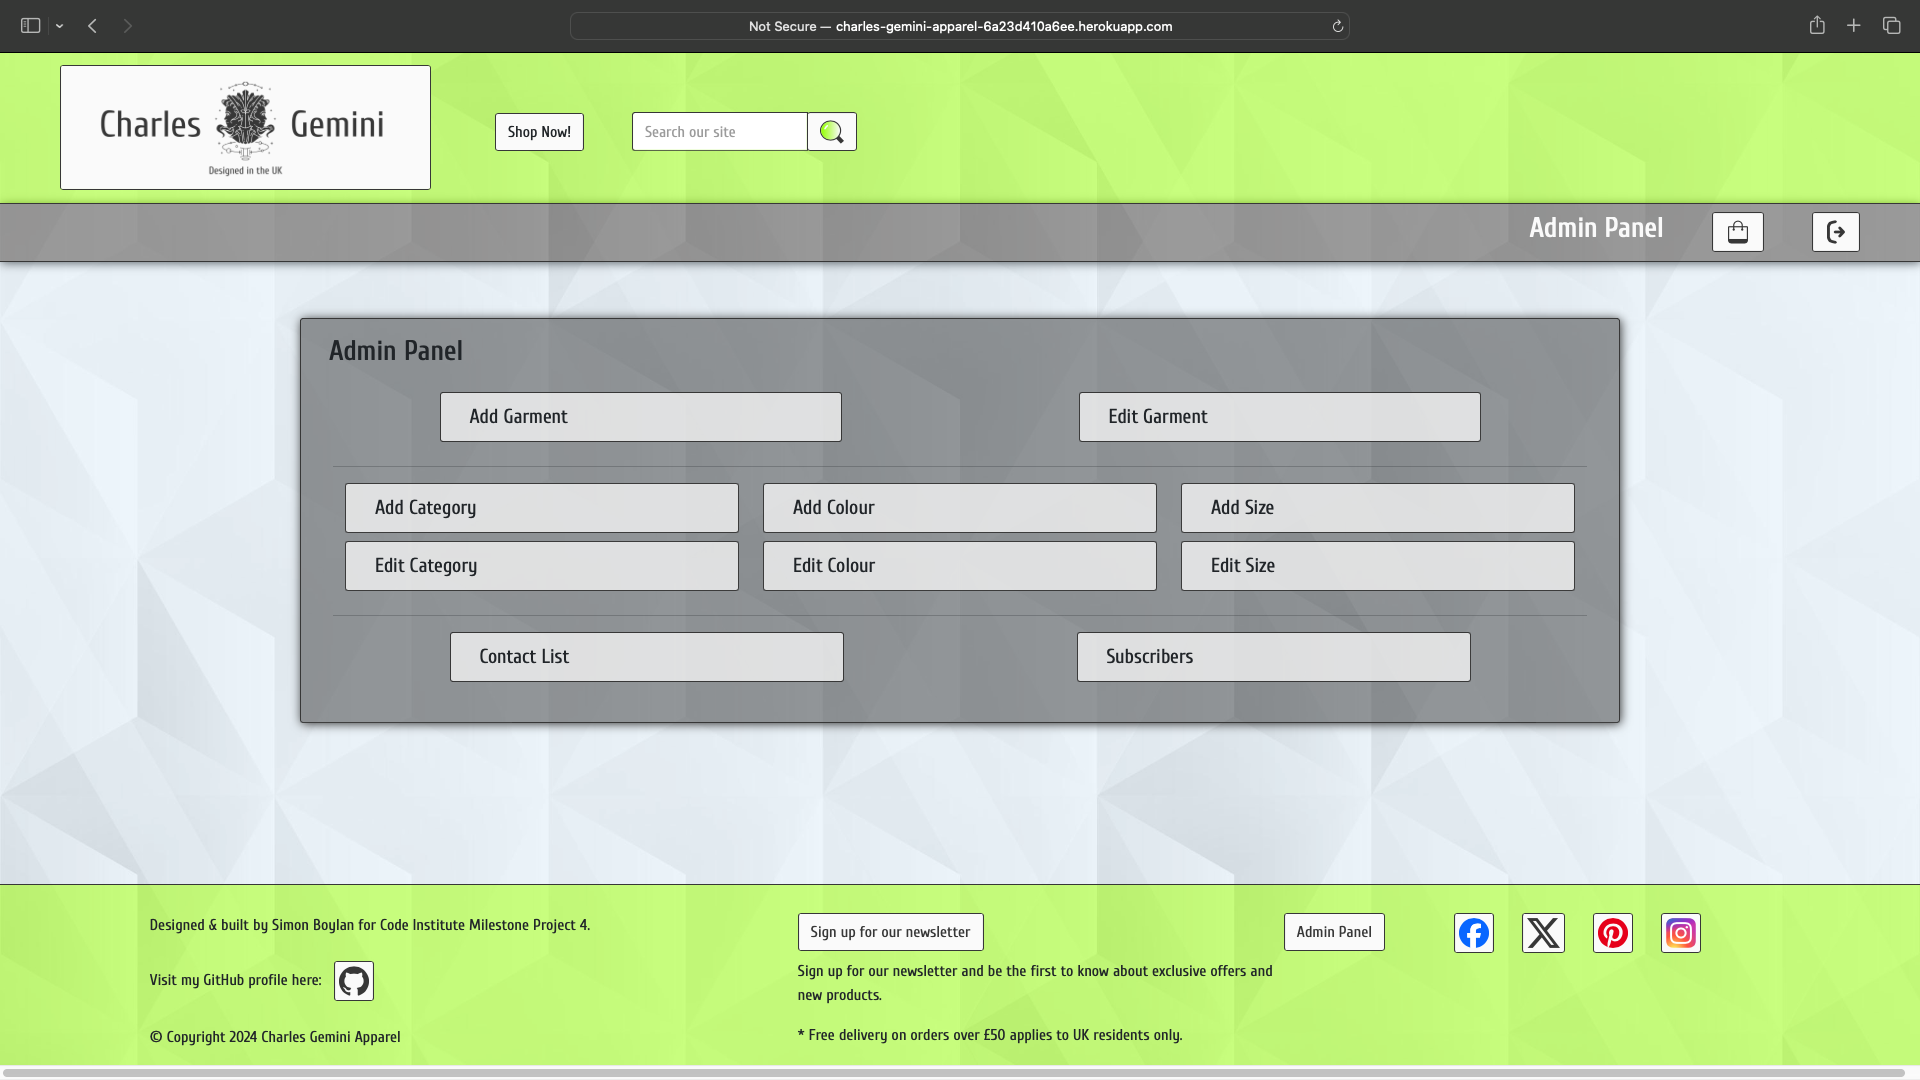 Not Secure — charles-gemini-apparel-6a23d410a6ee.herokuapp.com
Charles Gemini
Designed in the UK
Shop Now!
Search our site
Admin Panel
Admin Panel
Add Garment
Edit Garment
Add Category
Add Colour
Add Size
Edit Category
Edit Colour
Edit Size
Contact List
Subscribers
Designed & built by Simon Boylan for Code Institute Milestone Project 4.
Visit my GitHub profile here:
© Copyright 2024 Charles Gemini Apparel
Sign up for our newsletter
Sign up for our newsletter and be the first to know about exclusive offers and
new products.
* Free delivery on orders over £50 applies to UK residents only.
Admin Panel